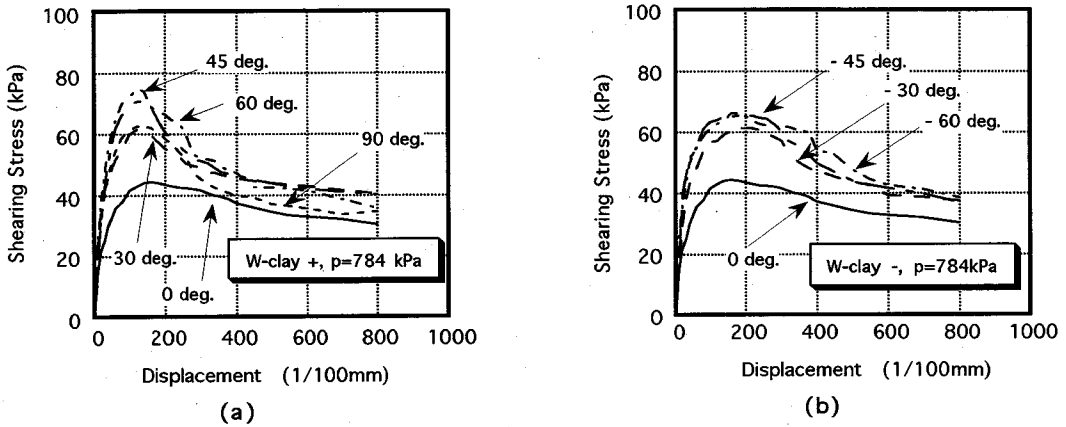 100
80
60
40
20
0
Shearing Stress (kPa)
45 deg.
60 deg.
90 deg.
30 deg.
0 deg.
W-clay +, p=784 kPa
0 200 400 600 800 1000
Displacement (1/100mm)
(a)
100
80
60
40
20
0
Shearing Stress (kPa)
- 45 deg.
- 30 deg.
- 60 deg.
0 deg.
W-clay -, p=784kPa
0 200 400 600 800 1000
Displacement (1/100mm)
(b)